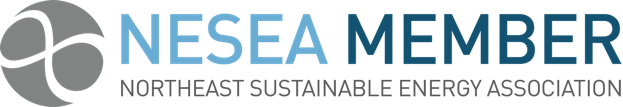 NESEA MEMBER
NORTHEAST SUSTAINABLE ENERGY ASSOCIATION